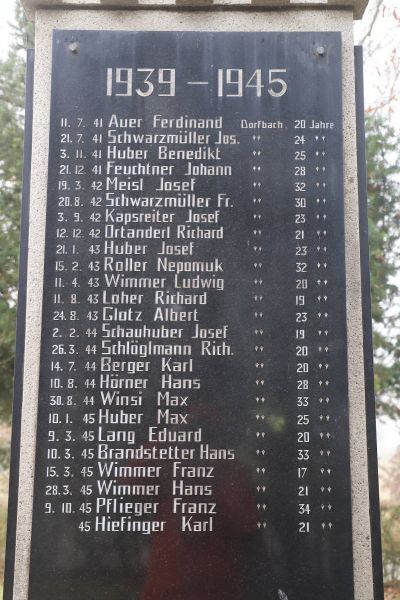 1939 - 1945
11. 7. 41 Auer Ferdinand Dorfbach 20 Jahre
21. 7. 41 Schwarzmüller Jos. " 24 "
3. 11. 41 Huber Benedikt " 25 "
21. 12. 41 Feuchtner Johann " 28 "
19. 3. 42 Meisl Josef " 32 "
20. 8. 42 Schwarzmüller Fr. " 30 "
3. 9. 42 Kapsreiter Josef " 23 "
12. 12. 42 Ortanderl Richard " 21 "
21. 1. 43 Huber Josef " 23 "
15. 2. 43 Roller Nepomuk " 32 "
11. 4. 43 Wimmer Ludwig " 20 "
11. 8. 43 Loher Richard " 19 "
24. 8. 43 Glotz Albert " 23 "
2. 2. 44 Schauhuber Josef " 19 "
26. 3. 44 Schlöglmann Rich. " 20 "
14. 7. 44 Berger Karl " 20 "
10. 8. 44 Hörner Hans " 28 "
30. 8. 44 Winsi Max " 33 "
10. 1. 45 Huber Max " 25 "
9. 3. 45 Lang Eduard " 20 "
10. 3. 45 Brandstetter Hans " 33 "
15. 3. 45 Wimmer Franz " 17 "
28. 3. 45 Wimmer Hans " 21 "
9. 10. 45 Pflieger Franz " 34 "
45 Hiefinger Karl " 21 "